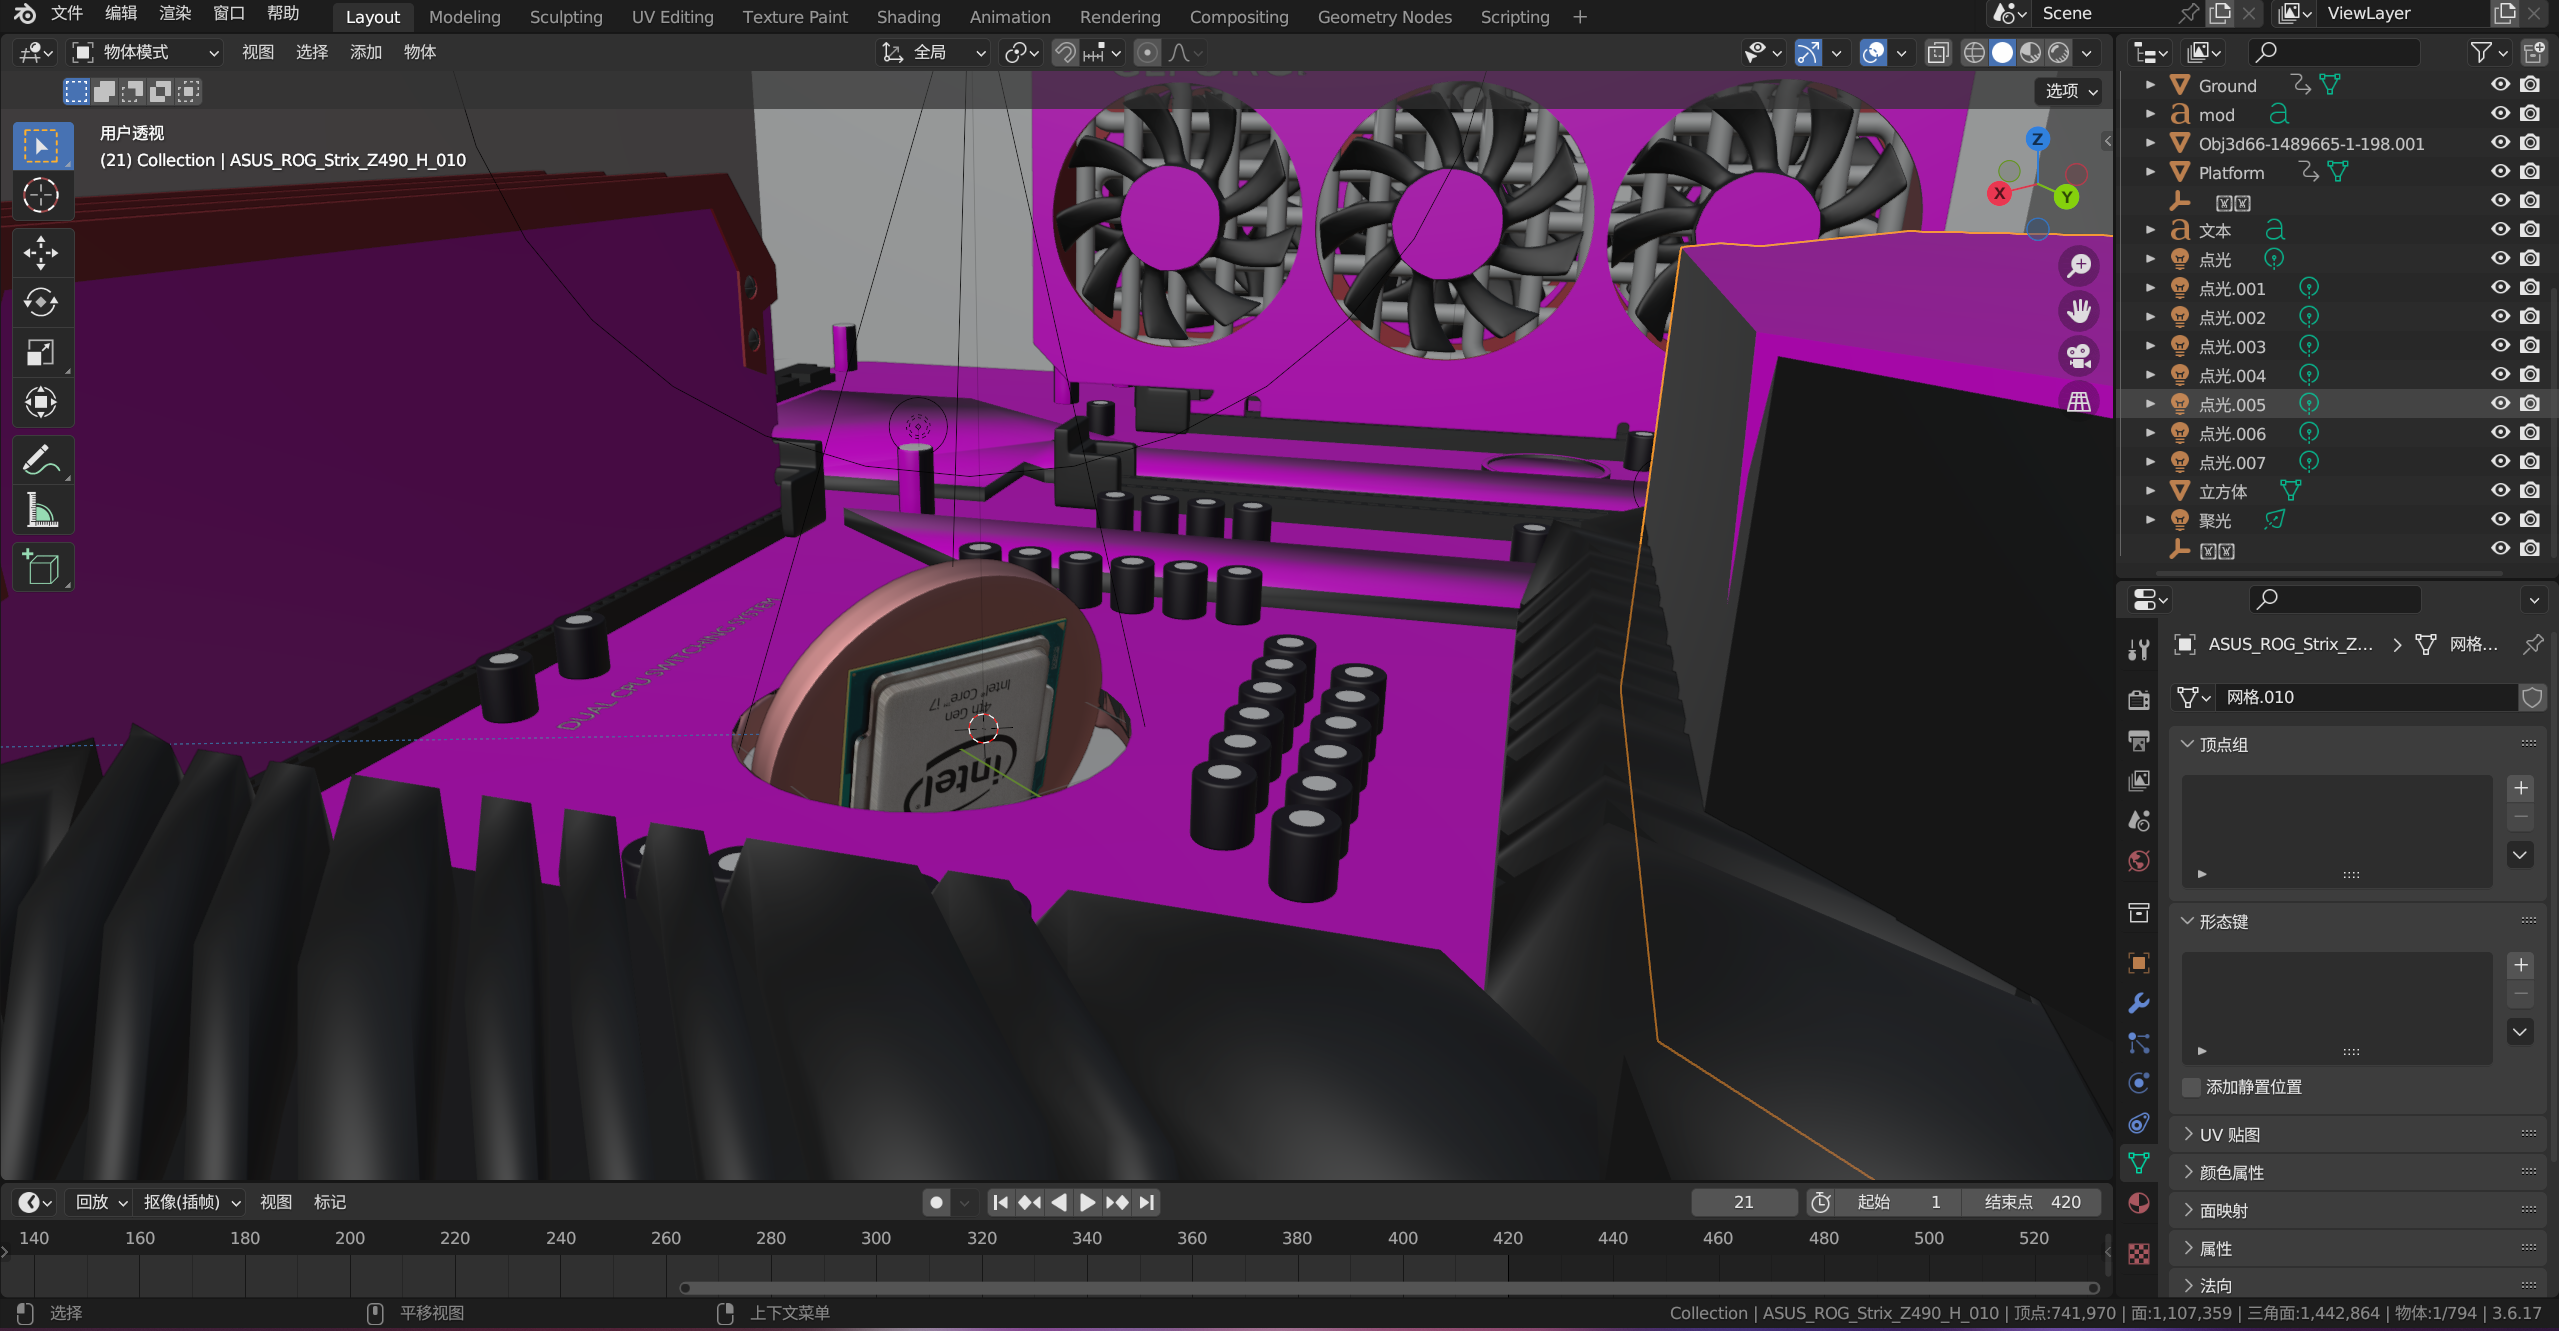 文件 编辑 渲染 窗口 帮助 Layout Modeling Sculpting UV Editing Texture Paint Shading Animation Rendering Compositing Geometry Nodes Scripting + Scene ViewLayer
物体模式 视图 选择 添加 物体 全局
选项
用户透视
(21) Collection | ASUS_ROG_Strix_Z490_H_010
Z
X
Y
DUAL CPU SWITCHING SYSTEM
intel
4th Gen
Intel® Core™ i7
Ground
mod
Obj3d66-1489665-1-198.001
Platform
文本
点光
点光.001
点光.002
点光.003
点光.004
点光.005
点光.006
点光.007
立方体
聚光
ASUS_ROG_Strix_Z... 网格...
网格.010
顶点组
形态键
添加静置位置
UV 贴图
颜色属性
面映射
属性
法向
回放 抠像(插帧) 视图 标记 21 起始 1 结束点 420
140 160 180 200 220 240 260 280 300 320 340 360 380 400 420 440 460 480 500 520
选择 平移视图 上下文菜单 Collection | ASUS_ROG_Strix_Z490_H_010 | 顶点:741,970 | 面:1,107,359 | 三角面:1,442,864 | 物体:1/794 | 3.6.17